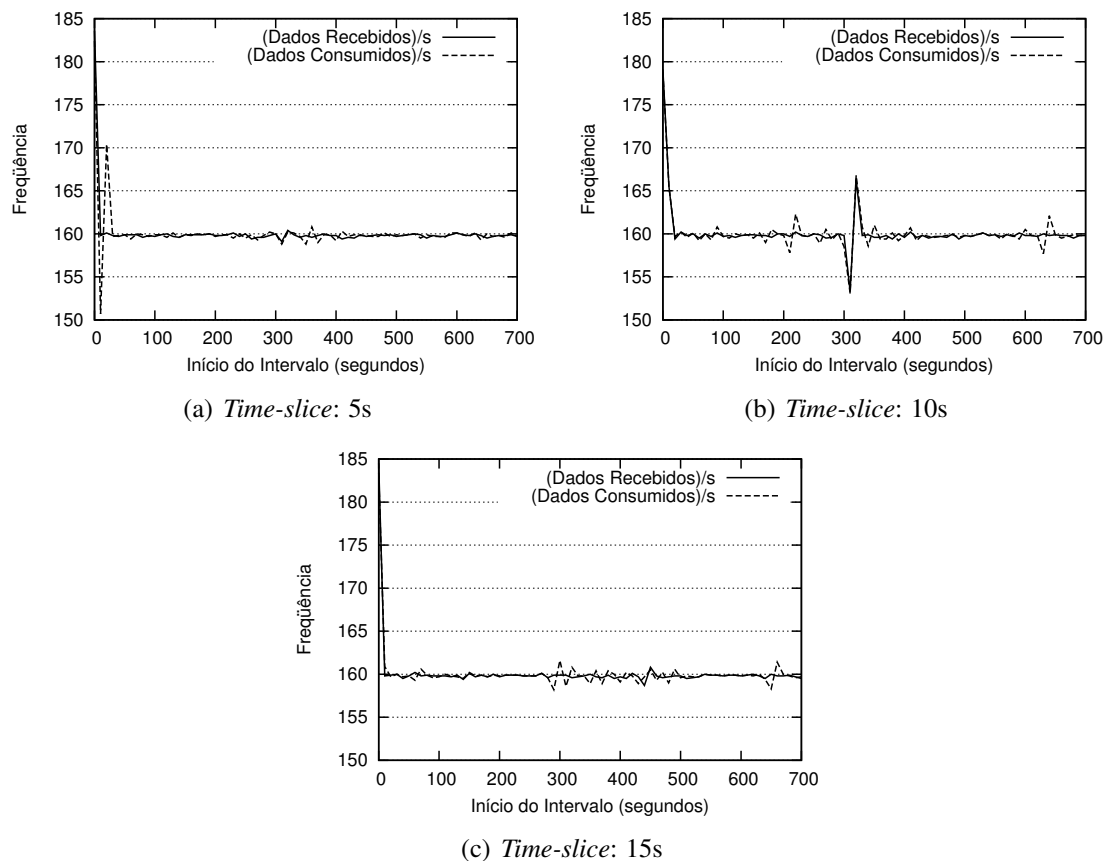 185
180
175
170
165
160
155
150
0 100 200 300 400 500 600 700
Freqüência
Início do Intervalo (segundos)
(Dados Recebidos)/s
(Dados Consumidos)/s
(a) Time-slice: 5s
185
180
175
170
165
160
155
150
0 100 200 300 400 500 600 700
Freqüência
Início do Intervalo (segundos)
(Dados Recebidos)/s
(Dados Consumidos)/s
(b) Time-slice: 10s
185
180
175
170
165
160
155
150
0 100 200 300 400 500 600 700
Freqüência
Início do Intervalo (segundos)
(Dados Recebidos)/s
(Dados Consumidos)/s
(c) Time-slice: 15s